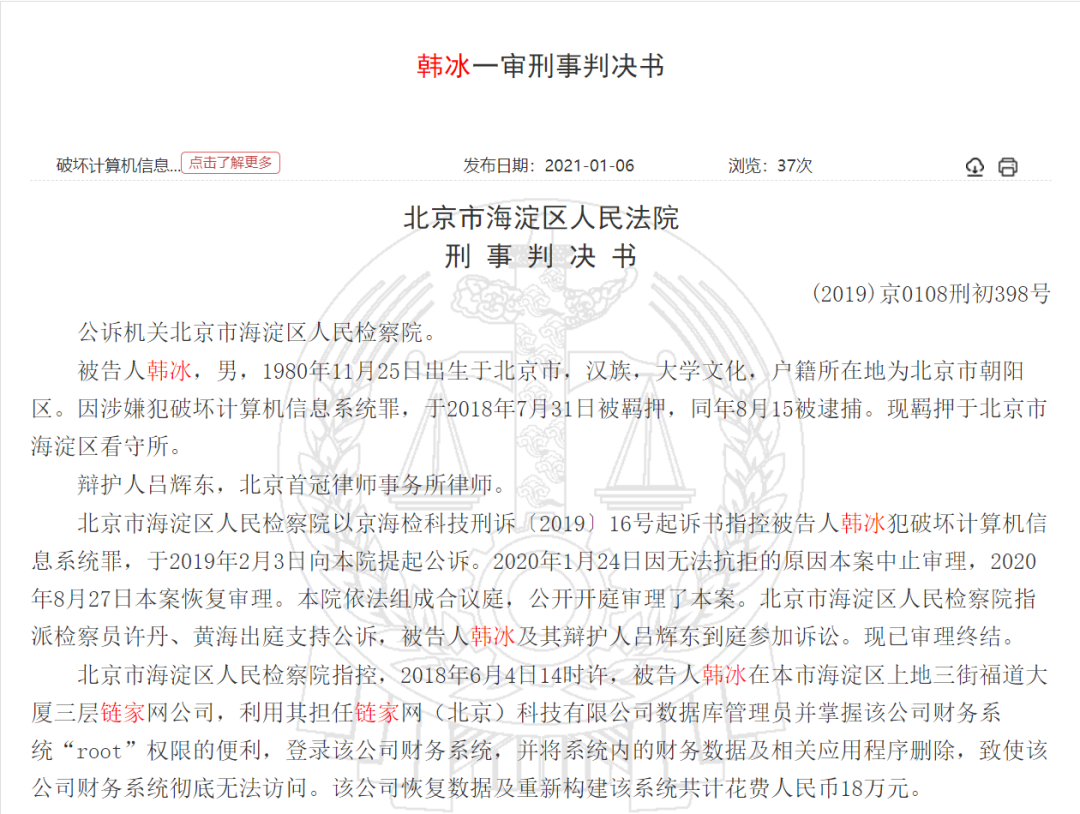 韩冰一审刑事判决书
破坏计算机信息...点击了解更多 发布日期：2021-01-06 浏览：37次
北京市海淀区人民法院
刑 事 判 决 书
(2019)京0108刑初398号
公诉机关北京市海淀区人民检察院。
被告人韩冰，男，1980年11月25日出生于北京市，汉族，大学文化，户籍所在地为北京市朝阳
区。因涉嫌犯破坏计算机信息系统罪，于2018年7月31日被羁押，同年8月15被逮捕。现羁押于北京市
海淀区看守所。
辩护人吕辉东，北京首冠律师事务所律师。
北京市海淀区人民检察院以京海检科技刑诉〔2019〕16号起诉书指控被告人韩冰犯破坏计算机信
息系统罪，于2019年2月3日向本院提起公诉。2020年1月24日因无法抗拒的原因本案中止审理，2020
年8月27日本案恢复审理。本院依法组成合议庭，公开开庭审理了本案。北京市海淀区人民检察院指
派检察员许丹、黄海出庭支持公诉，被告人韩冰及其辩护人吕辉东到庭参加诉讼。现已审理终结。
北京市海淀区人民检察院指控，2018年6月4日14时许，被告人韩冰在本市海淀区上地三街福道大
厦三层链家网公司，利用其担任链家网（北京）科技有限公司数据库管理员并掌握该公司财务系
统“root”权限的便利，登录该公司财务系统，并将系统内的财务数据及相关应用程序删除，致使该
公司财务系统彻底无法访问。该公司恢复数据及重新构建该系统共计花费人民币18万元。